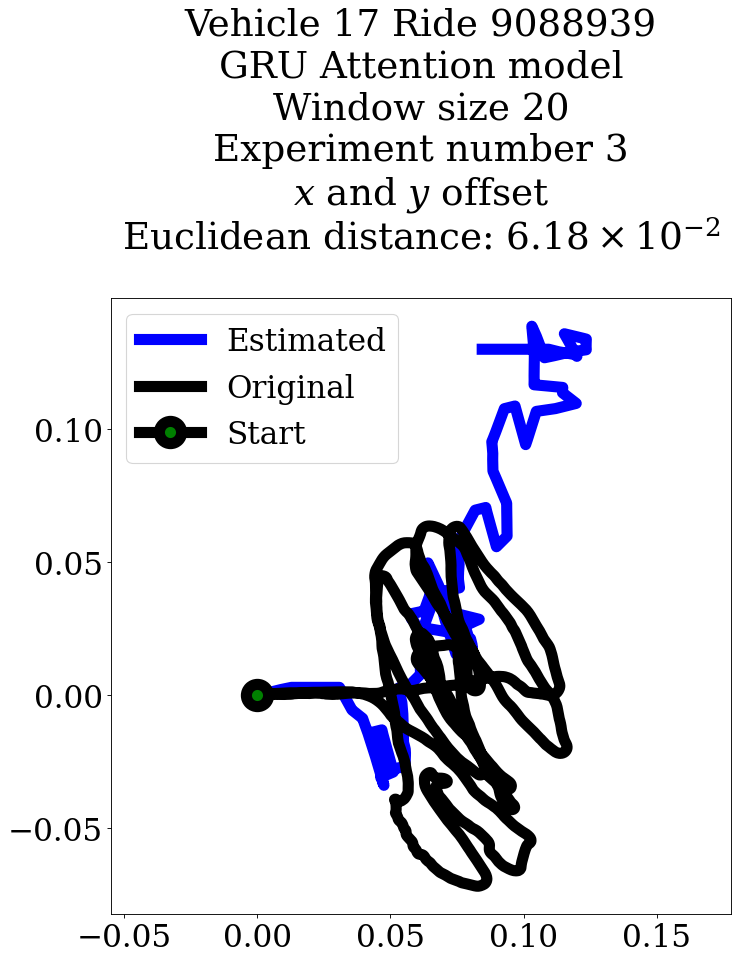 Vehicle 17 Ride 9088939
GRU Attention model
Window size 20
Experiment number 3
x and y offset
Euclidean distance: 6.18 × 10⁻²
Estimated
Original
Start
0.10
0.05
0.00
−0.05
−0.05 0.00 0.05 0.10 0.15